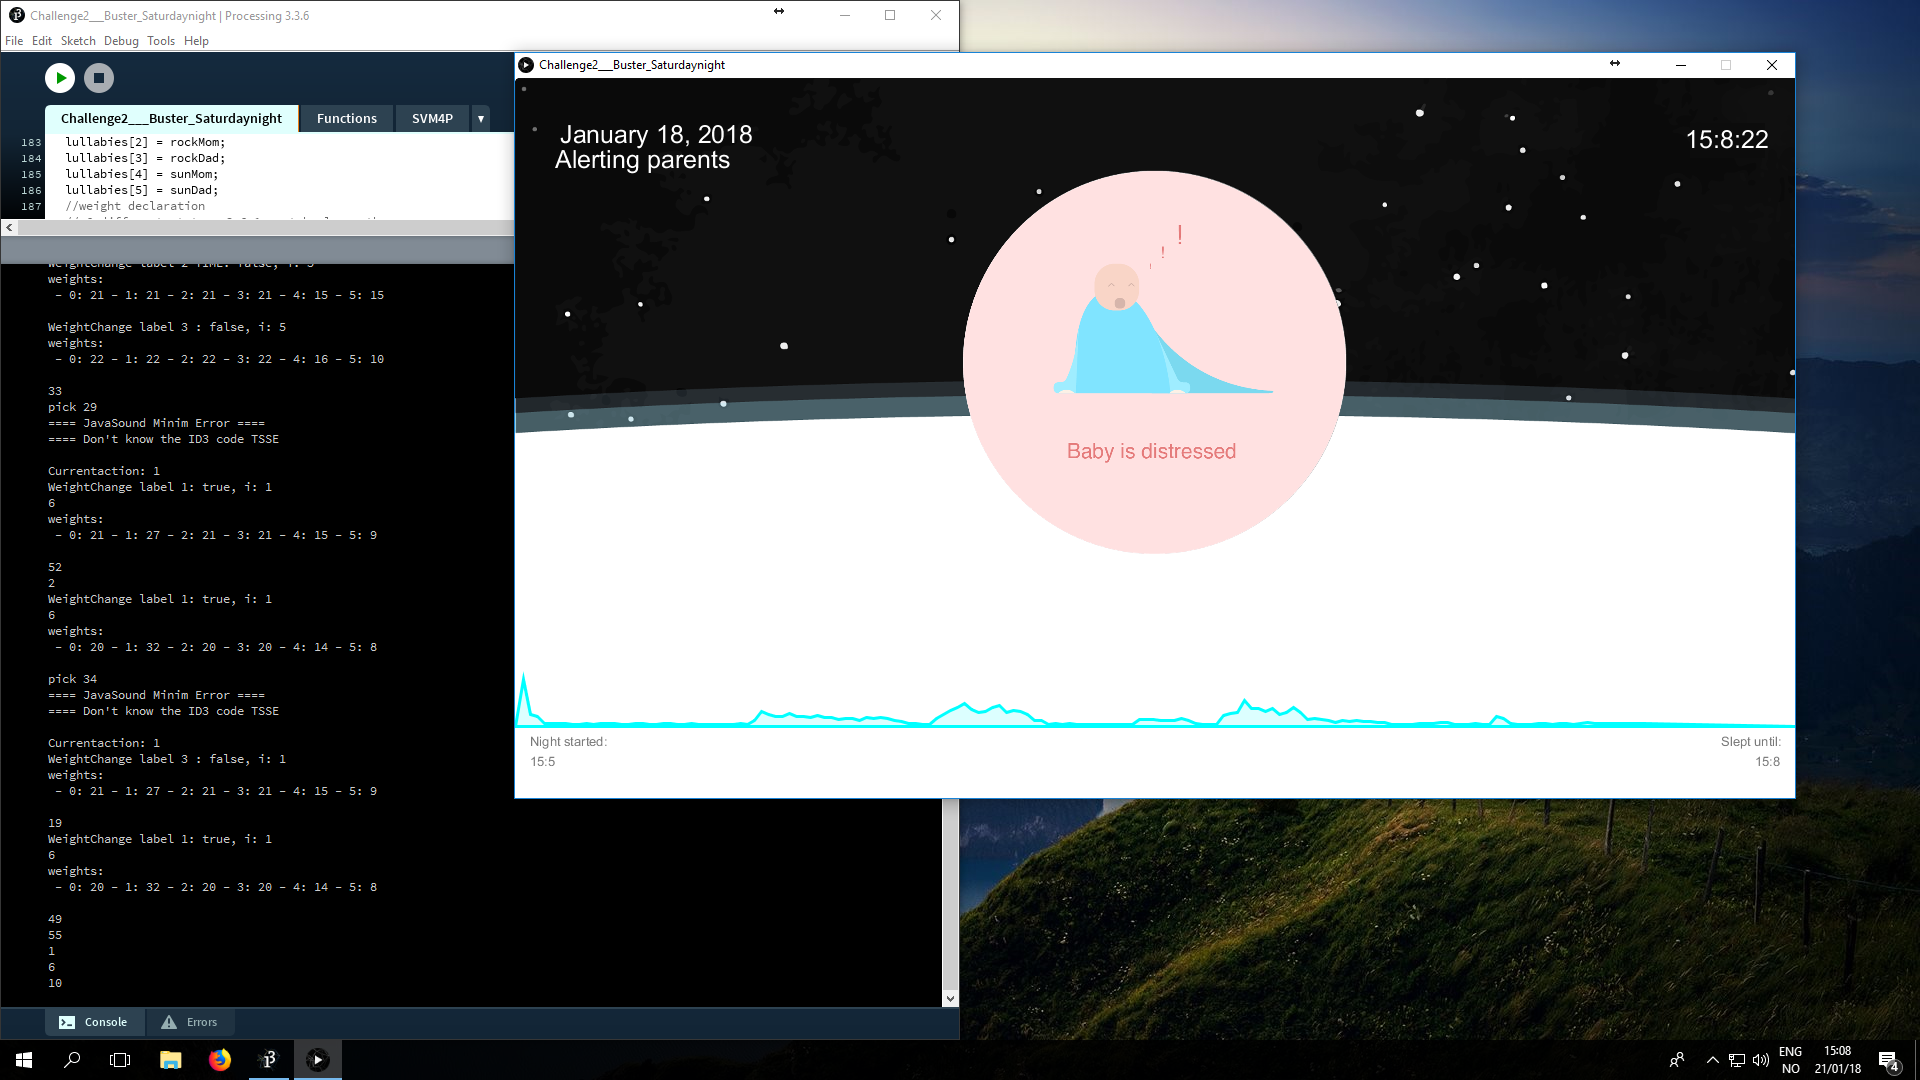 Challenge2___Buster_Saturdaynight | Processing 3.3.6
File Edit Sketch Debug Tools Help
Challenge2___Buster_Saturdaynight Functions SVM4P
183 lullabies[2] = rockMom;
184 lullabies[3] = rockDad;
185 lullabies[4] = sunMom;
186 lullabies[5] = sunDad;
187 //weight declaration
weights:
- 0: 21 - 1: 21 - 2: 21 - 3: 21 - 4: 15 - 5: 15
WeightChange label 3 : false, i: 5
weights:
- 0: 22 - 1: 22 - 2: 22 - 3: 22 - 4: 16 - 5: 10
33
pick 29
==== JavaSound Minim Error ====
==== Don't know the ID3 code TSSE
Currentaction: 1
WeightChange label 1: true, i: 1
6
weights:
- 0: 21 - 1: 27 - 2: 21 - 3: 21 - 4: 15 - 5: 9
52
2
WeightChange label 1: true, i: 1
6
weights:
- 0: 20 - 1: 32 - 2: 20 - 3: 20 - 4: 14 - 5: 8
pick 34
==== JavaSound Minim Error ====
==== Don't know the ID3 code TSSE
Currentaction: 1
WeightChange label 3 : false, i: 1
weights:
- 0: 21 - 1: 27 - 2: 21 - 3: 21 - 4: 15 - 5: 9
19
WeightChange label 1: true, i: 1
6
weights:
- 0: 20 - 1: 32 - 2: 20 - 3: 20 - 4: 14 - 5: 8
49
55
1
6
10
Console Errors
Challenge2___Buster_Saturdaynight
January 18, 2018
Alerting parents
15:8:22
! ! !
Baby is distressed
Night started:
15:5
Slept until:
15:8
ENG
NO
15:08
21/01/18
4